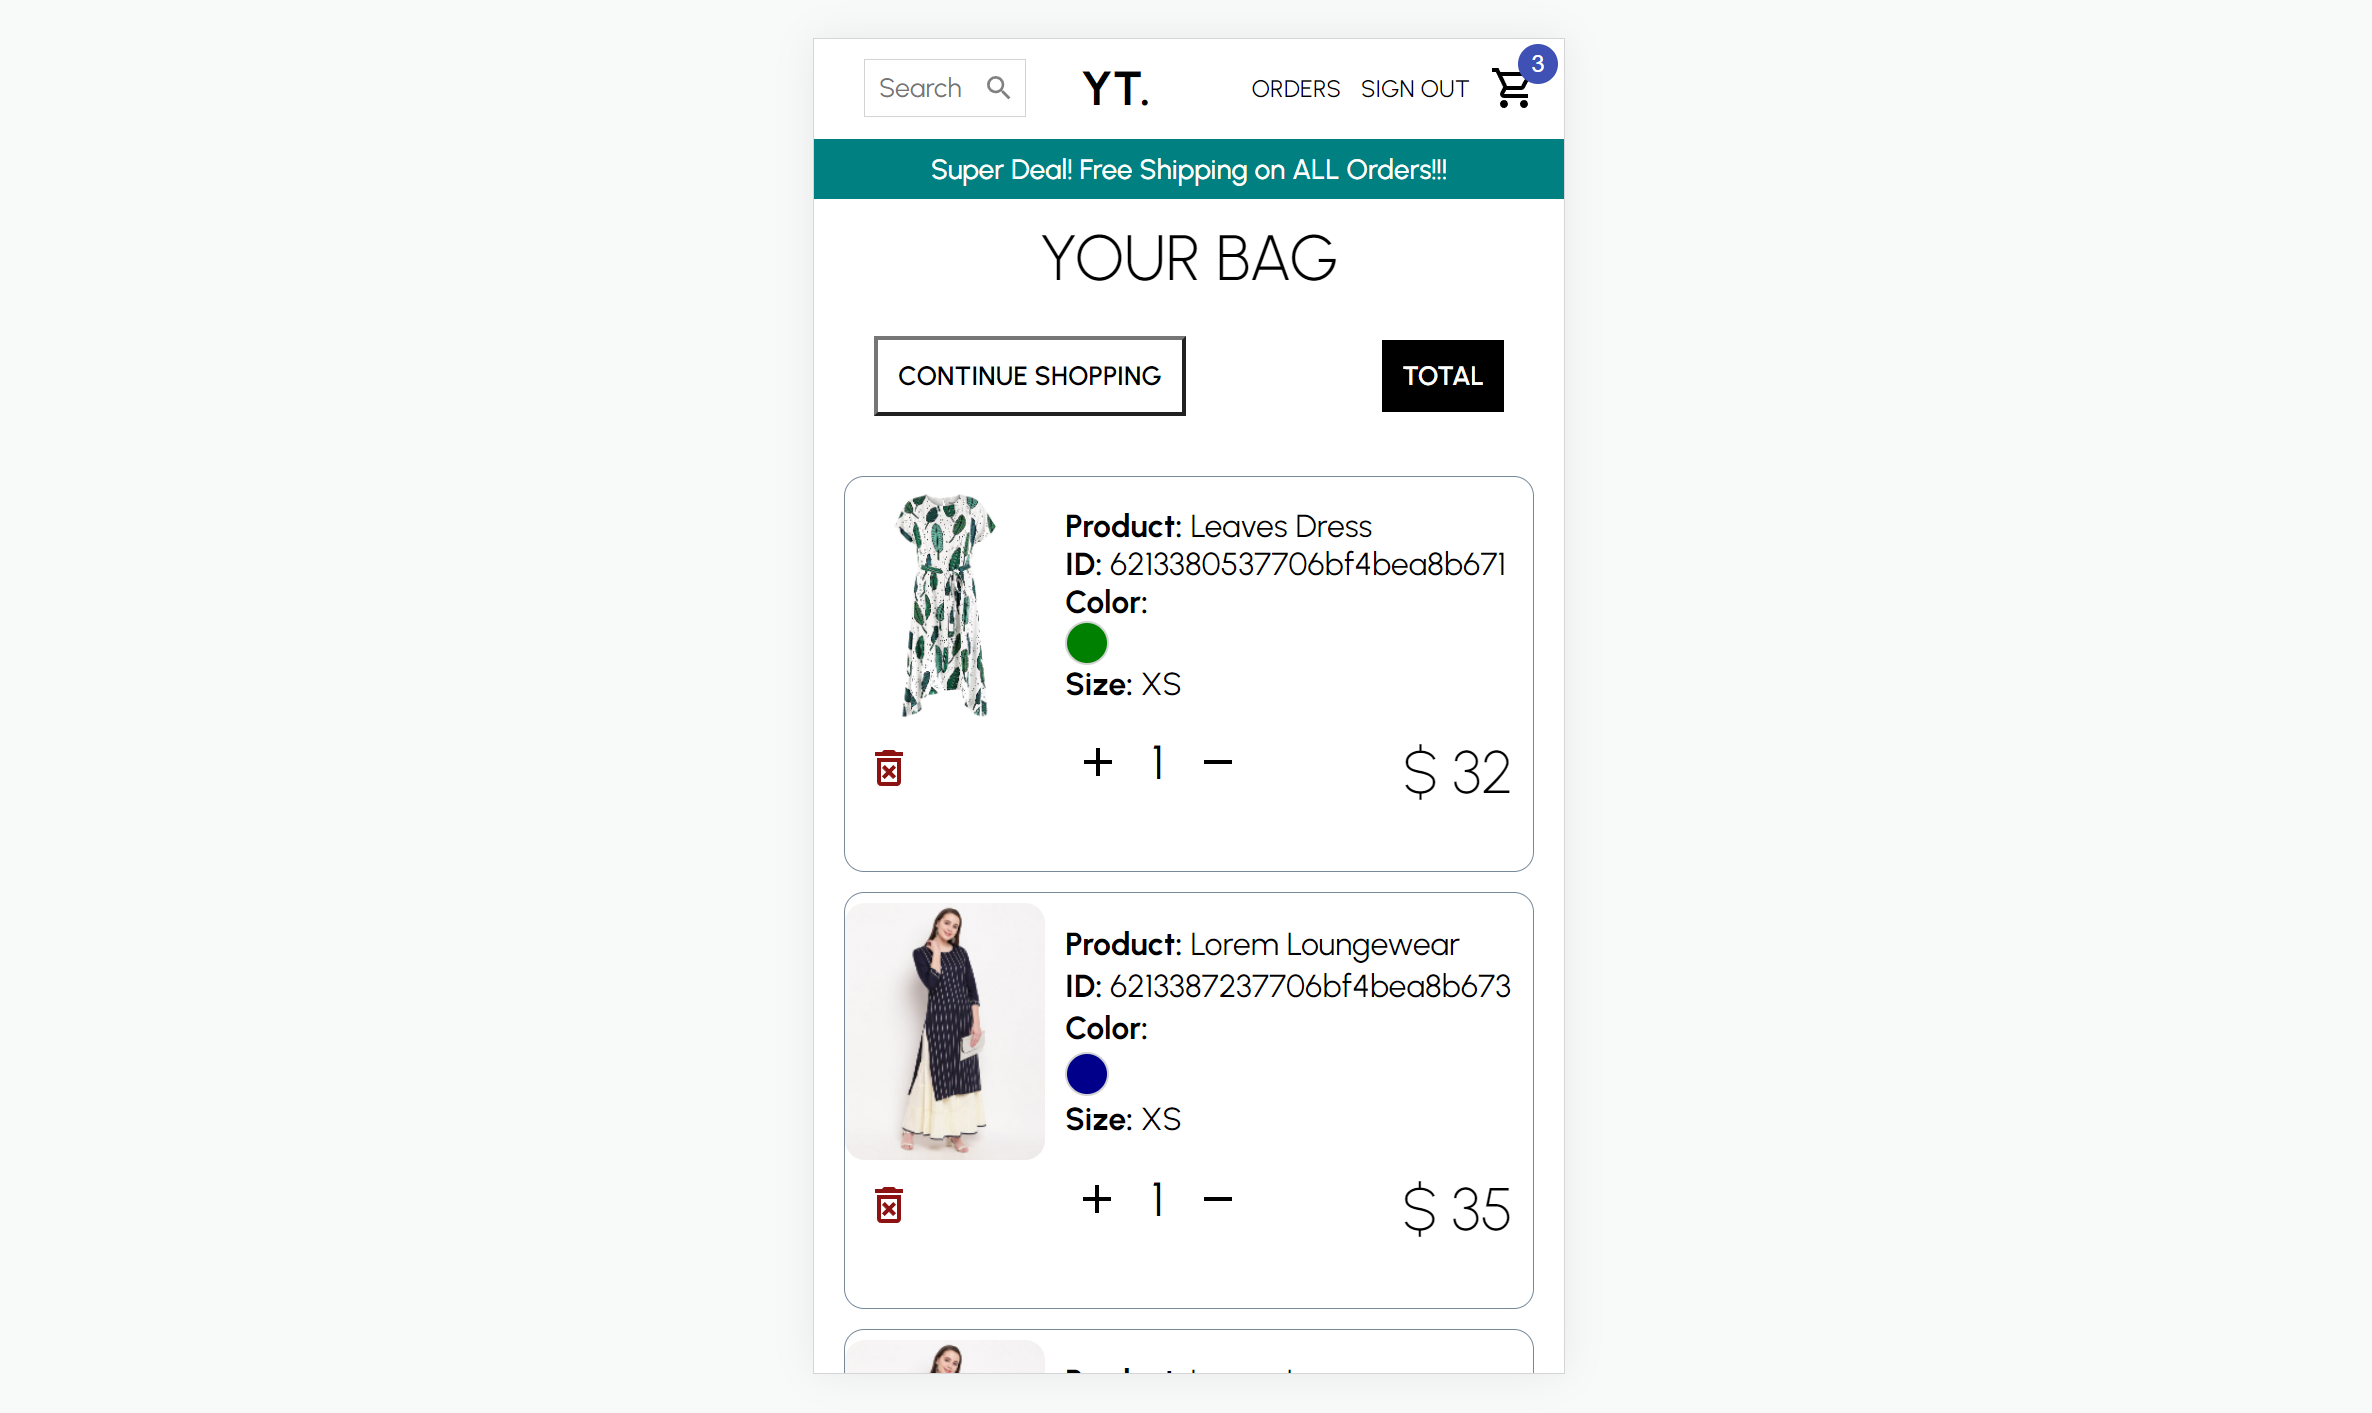 Search
YT.
ORDERS SIGN OUT
3
Super Deal! Free Shipping on ALL Orders!!!
YOUR BAG
CONTINUE SHOPPING
TOTAL
Product: Leaves Dress
ID: 6213380537706bf4bea8b671
Color:
Size: XS
+ 1 −
$ 32
Product: Lorem Loungewear
ID: 6213387237706bf4bea8b673
Color:
Size: XS
+ 1 −
$ 35